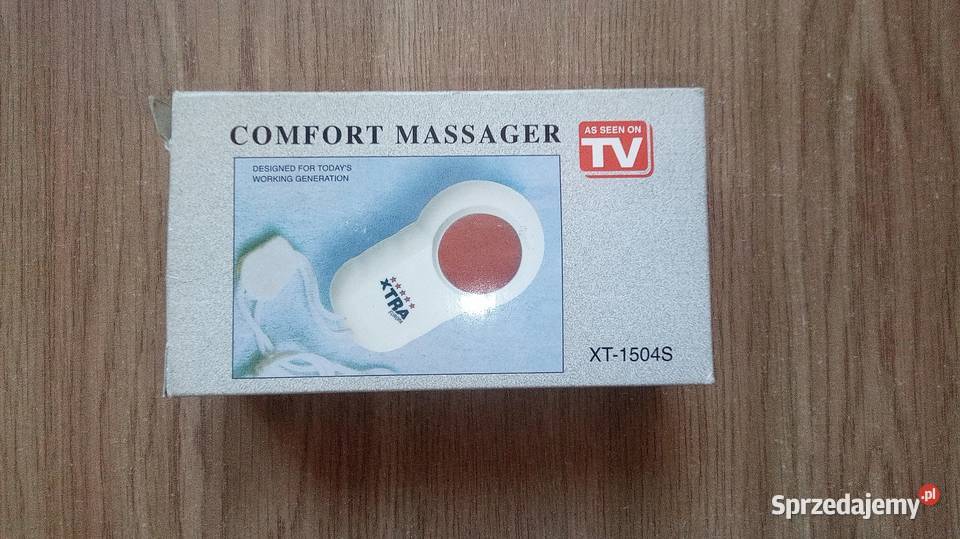 COMFORT MASSAGER
AS SEEN ON
TV
DESIGNED FOR TODAY'S
WORKING GENERATION
XTRA
XT-1504S
Sprzedajemy.pl